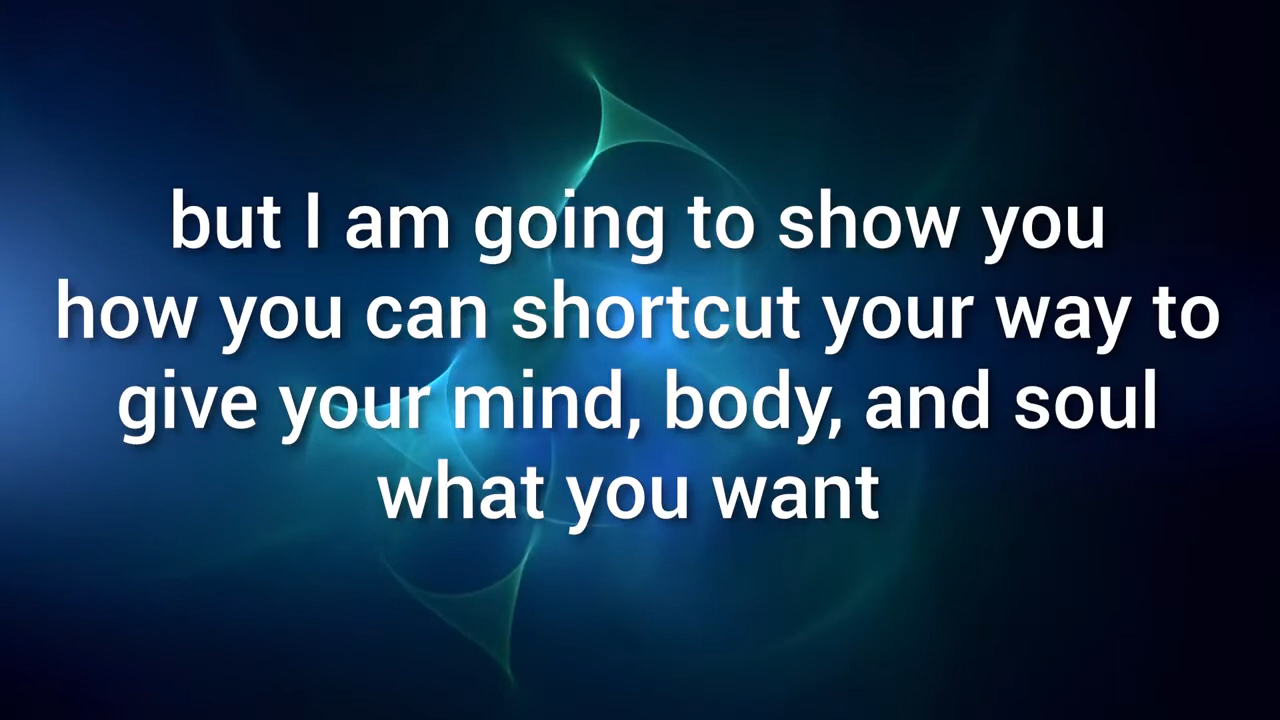 but I am going to show you
how you can shortcut your way to
give your mind, body, and soul
what you want